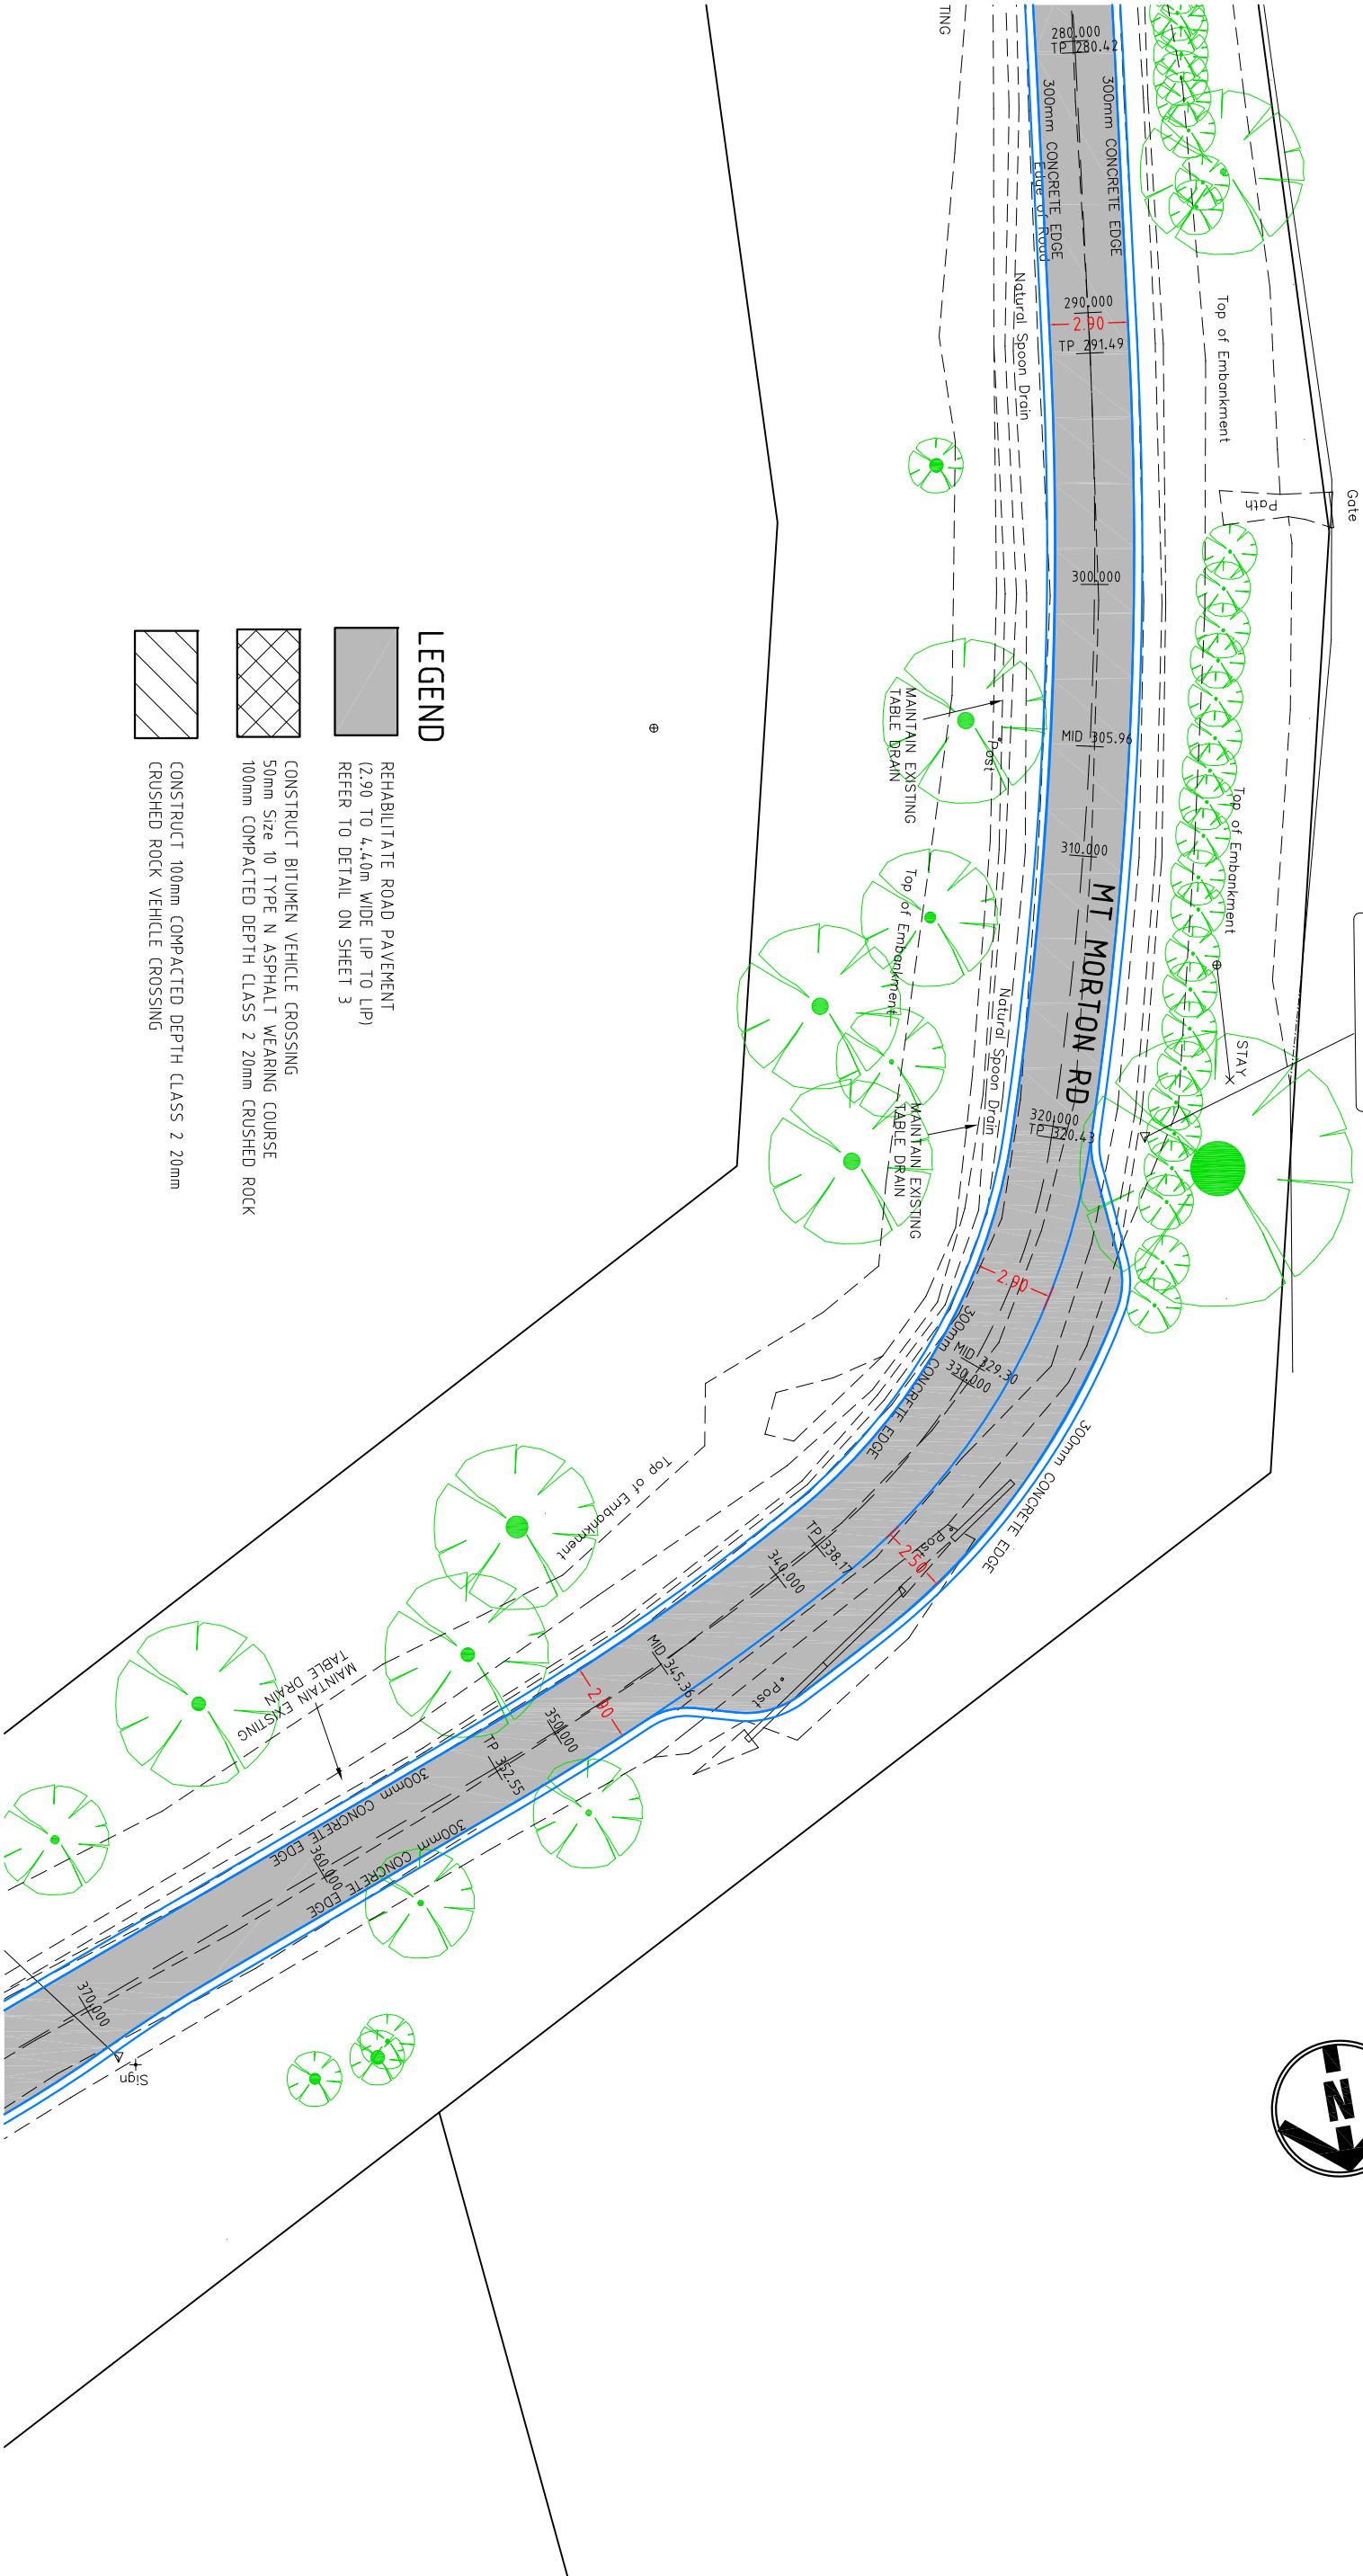 TING
280.000
TP 280.42
300mm CONCRETE EDGE
300mm CONCRETE EDGE
Edge of Road
Natural Spoon Drain
290.000
2.90
TP 291.49
Top of Embankment
Gate
Path
300.000
MAINTAIN EXISTING
TABLE DRAIN
Post
MID 305.96
Top of Embankment
310.000
MT MORTON RD
Top of Embankment
Natural Spoon Drain
STAY
MAINTAIN EXISTING
TABLE DRAIN
320.000
TP 320.43
2.90
300mm CONCRETE EDGE
MID 329.30
330.000
300mm CONCRETE EDGE
Top of Embankment
TP 338.17
340.000
Post
2.50
MID 345.36
Post
2.90
350.000
TP 352.55
MAINTAIN EXISTING
TABLE DRAIN
300mm CONCRETE EDGE
300mm CONCRETE EDGE
360.000
370.000
Sign
LEGEND
REHABILITATE ROAD PAVEMENT
(2.90 TO 4.40m WIDE LIP TO LIP)
REFER TO DETAIL ON SHEET 3
CONSTRUCT BITUMEN VEHICLE CROSSING
50mm Size 10 TYPE N ASPHALT WEARING COURSE
100mm COMPACTED DEPTH CLASS 2 20mm CRUSHED ROCK
CONSTRUCT 100mm COMPACTED DEPTH CLASS 2 20mm
CRUSHED ROCK VEHICLE CROSSING
N